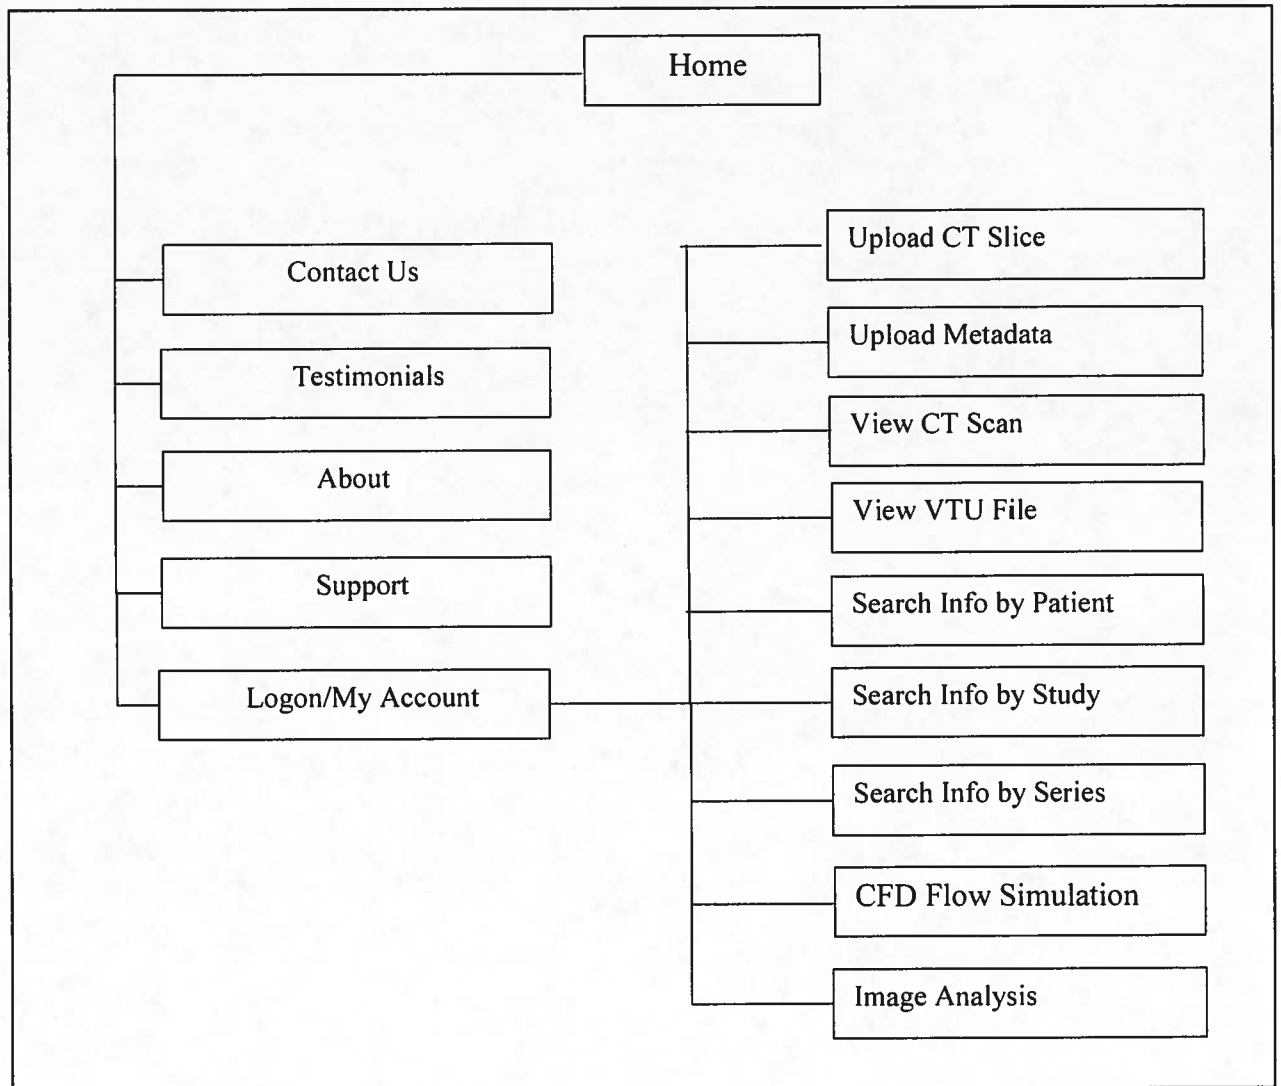 Home
Contact Us
Testimonials
About
Support
Logon/My Account
Upload CT Slice
Upload Metadata
View CT Scan
View VTU File
Search Info by Patient
Search Info by Study
Search Info by Series
CFD Flow Simulation
Image Analysis